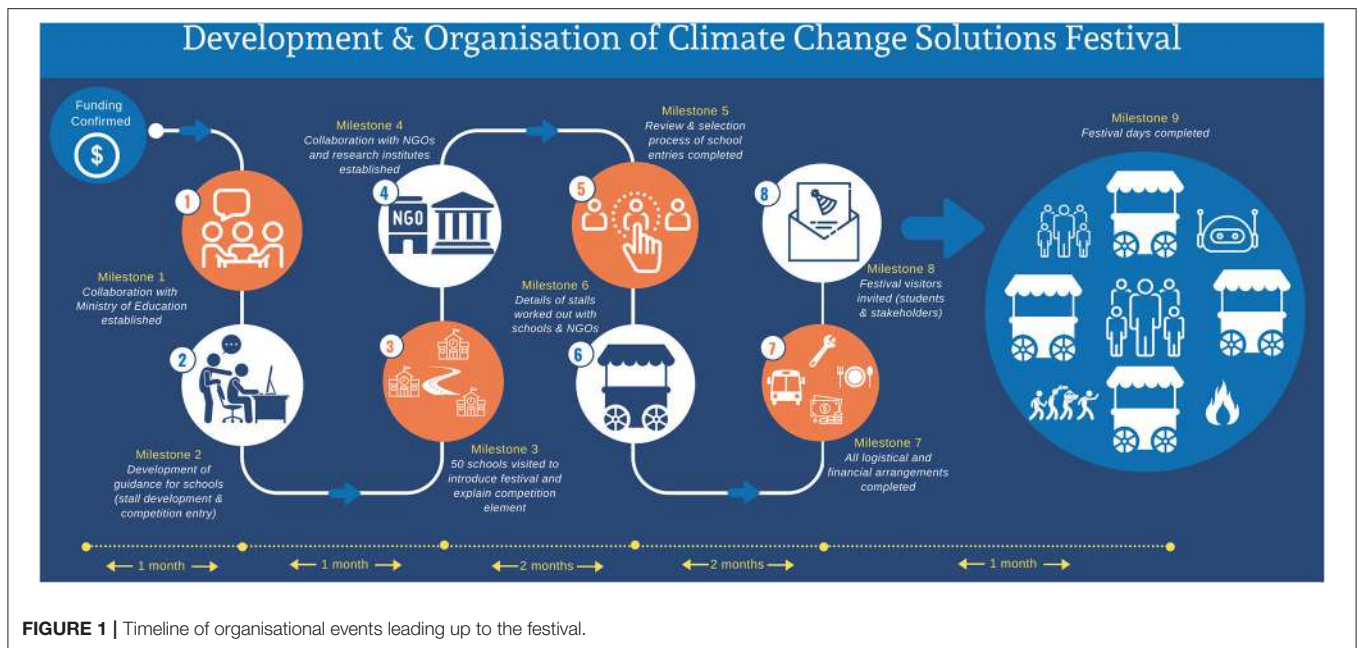 Development & Organisation of Climate Change Solutions Festival
Funding
Confirmed
$
1
Milestone 1
Collaboration with
Ministry of Education
established
2
Milestone 2
Development of
guidance for schools
(stall development &
competition entry)
3
Milestone 3
50 schools visited to
introduce festival and
explain competition
element
Milestone 4
Collaboration with NGOs
and research institutes
established
4
NGO
Milestone 5
Review & selection
process of school
entries completed
5
Milestone 6
Details of stalls
worked out with
schools & NGOs
6
7
$
Milestone 7
All logistical and
financial arrangements
completed
8
Milestone 8
Festival visitors
invited (students
& stakeholders)
Milestone 9
Festival days completed
1 month
1 month
2 months
2 months
1 month
FIGURE 1 | Timeline of organisational events leading up to the festival.